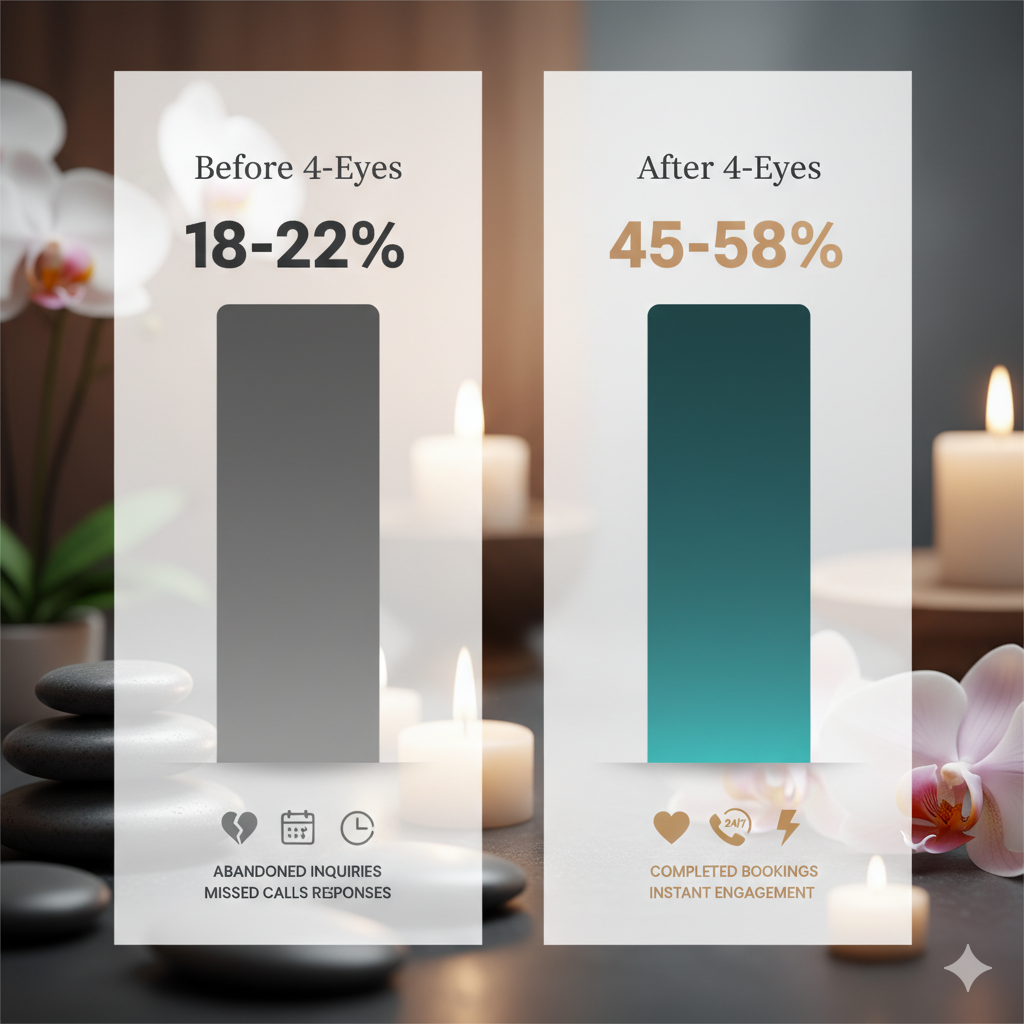 Before 4-Eyes
18-22%
ABANDONED INQUIRIES
MISSED CALLS RESPONSES
After 4-Eyes
45-58%
24/7
COMPLETED BOOKINGS
INSTANT ENGAGEMENT